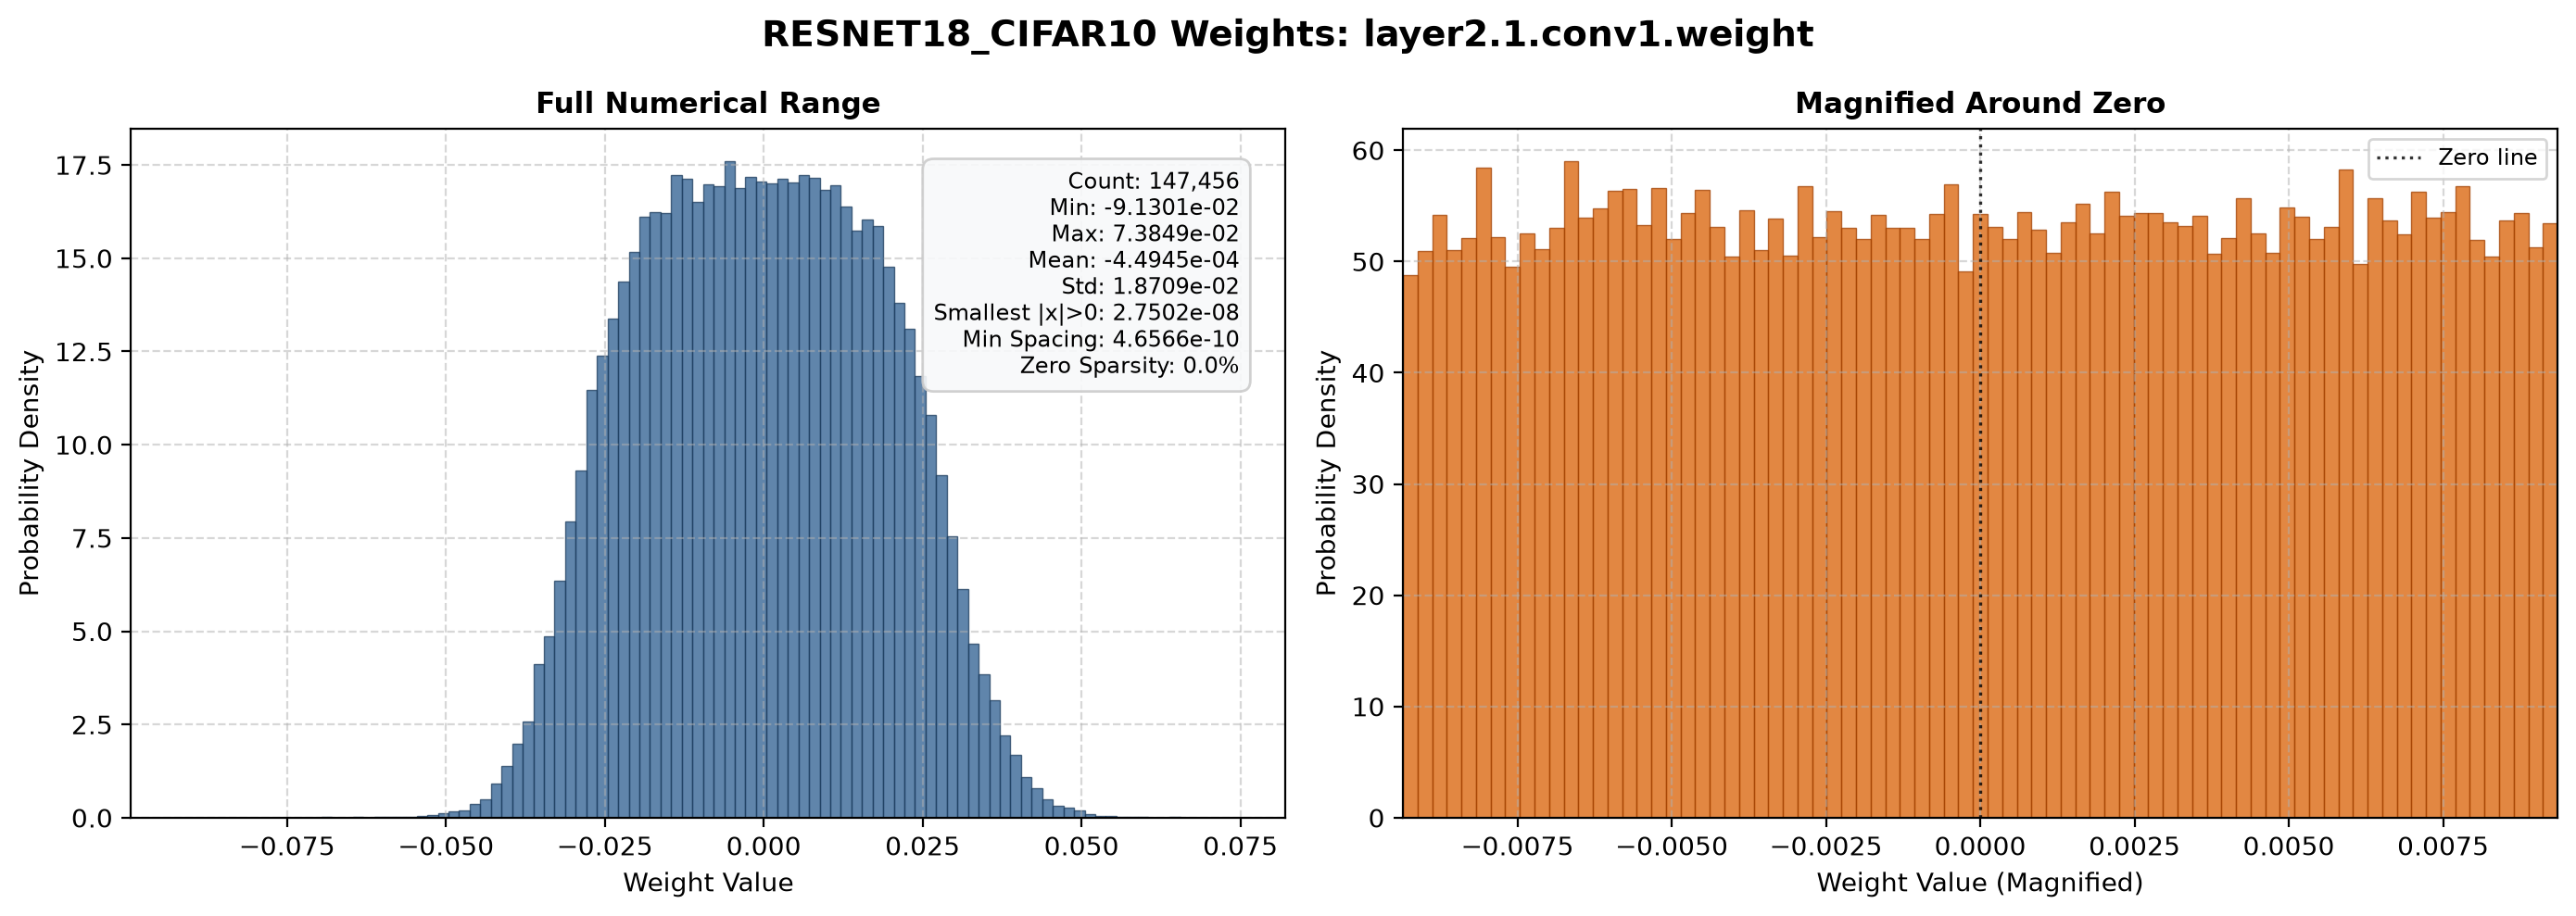 RESNET18_CIFAR10 Weights: layer2.1.conv1.weight
Full Numerical Range
17.5
15.0
12.5
10.0
7.5
5.0
2.5
0.0
Probability Density
Count: 147,456
Min: -9.1301e-02
Max: 7.3849e-02
Mean: -4.4945e-04
Std: 1.8709e-02
Smallest |x|>0: 2.7502e-08
Min Spacing: 4.6566e-10
Zero Sparsity: 0.0%
−0.075 −0.050 −0.025 0.000 0.025 0.050 0.075
Weight Value
Magnified Around Zero
60
50
40
30
20
10
0
Probability Density
Zero line
−0.0075 −0.0050 −0.0025 0.0000 0.0025 0.0050 0.0075
Weight Value (Magnified)